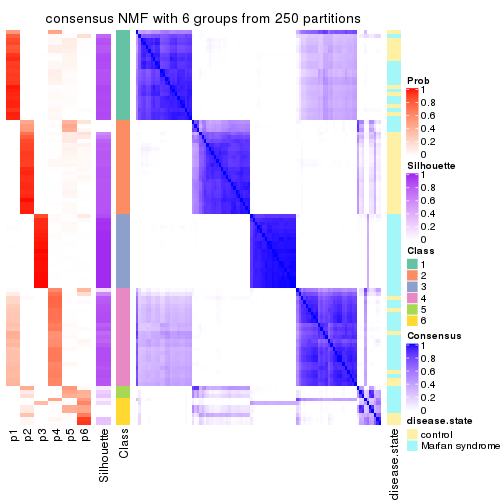 consensus NMF with 6 groups from 250 partitions
Prob
1
0.8
0.6
0.4
0.2
0
Silhouette
1
0.8
0.6
0.4
0.2
0
Class
1
2
3
4
5
6
Consensus
1
0.8
0.6
0.4
0.2
0
disease.state
control
Marfan syndrome
p1
p2
p3
p4
p5
p6
Silhouette
Class
disease.state